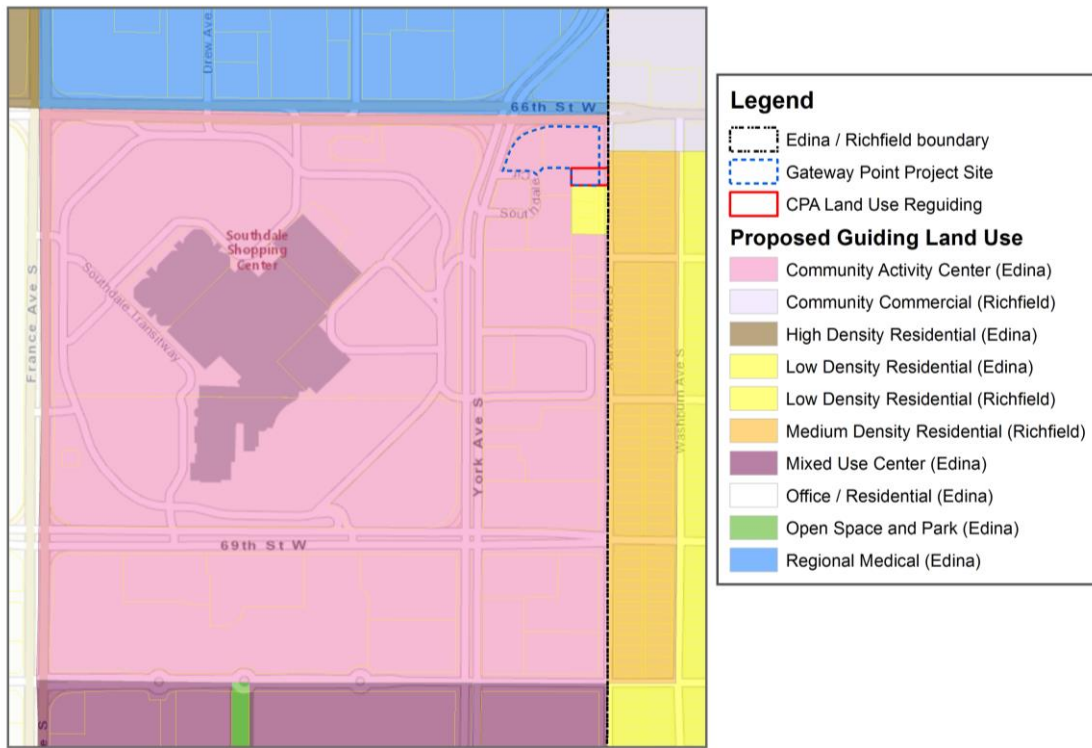 Drew Ave S
66th St W
South
dale
Cir
Southdale
Shopping
Center
Southdale Transitway
France Ave S
York Ave S
Washburn Ave S
69th St W
e S
Legend
Edina / Richfield boundary
Gateway Point Project Site
CPA Land Use Reguiding
Proposed Guiding Land Use
Community Activity Center (Edina)
Community Commercial (Richfield)
High Density Residential (Edina)
Low Density Residential (Edina)
Low Density Residential (Richfield)
Medium Density Residential (Richfield)
Mixed Use Center (Edina)
Office / Residential (Edina)
Open Space and Park (Edina)
Regional Medical (Edina)